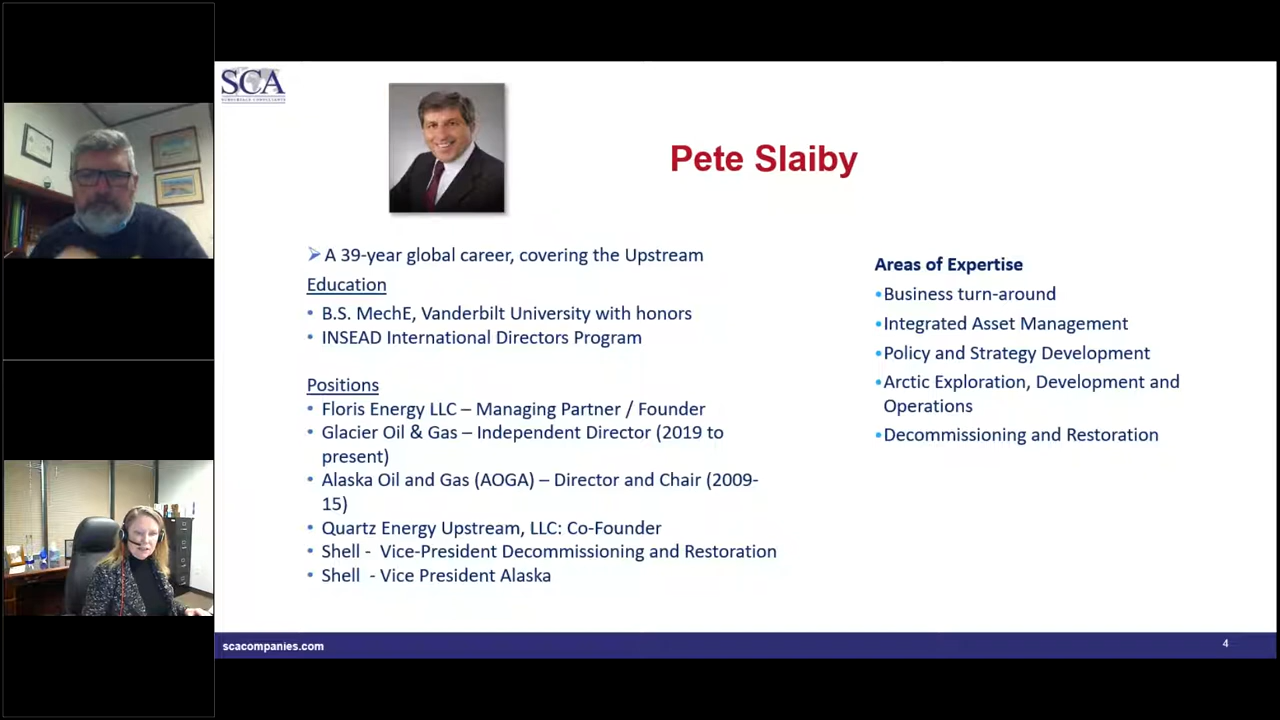 SCA
SUBSURFACE CONSULTANTS
Pete Slaiby
A 39-year global career, covering the Upstream
Education
• B.S. MechE, Vanderbilt University with honors
• INSEAD International Directors Program
Positions
• Floris Energy LLC – Managing Partner / Founder
• Glacier Oil & Gas – Independent Director (2019 to
present)
• Alaska Oil and Gas (AOGA) – Director and Chair (2009-
15)
• Quartz Energy Upstream, LLC: Co-Founder
• Shell - Vice-President Decommissioning and Restoration
• Shell - Vice President Alaska
Areas of Expertise
•Business turn-around
•Integrated Asset Management
•Policy and Strategy Development
•Arctic Exploration, Development and
Operations
•Decommissioning and Restoration
scacompanies.com
4